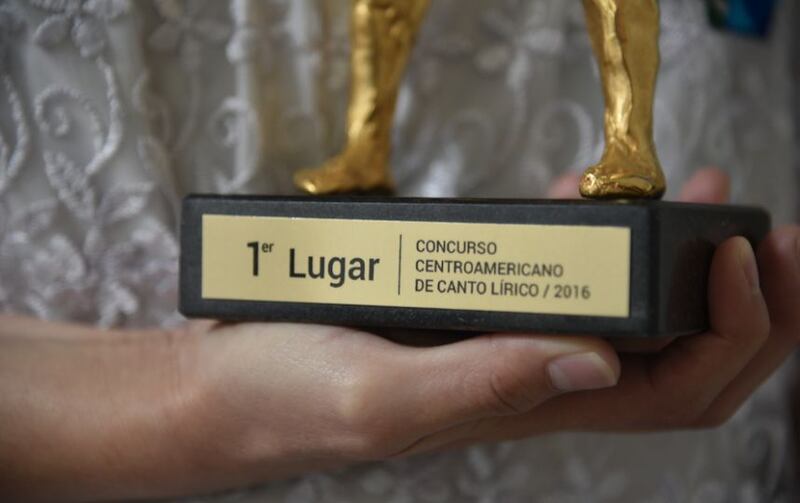 1er Lugar
CONCURSO
CENTROAMERICANO
DE CANTO LÍRICO / 2016